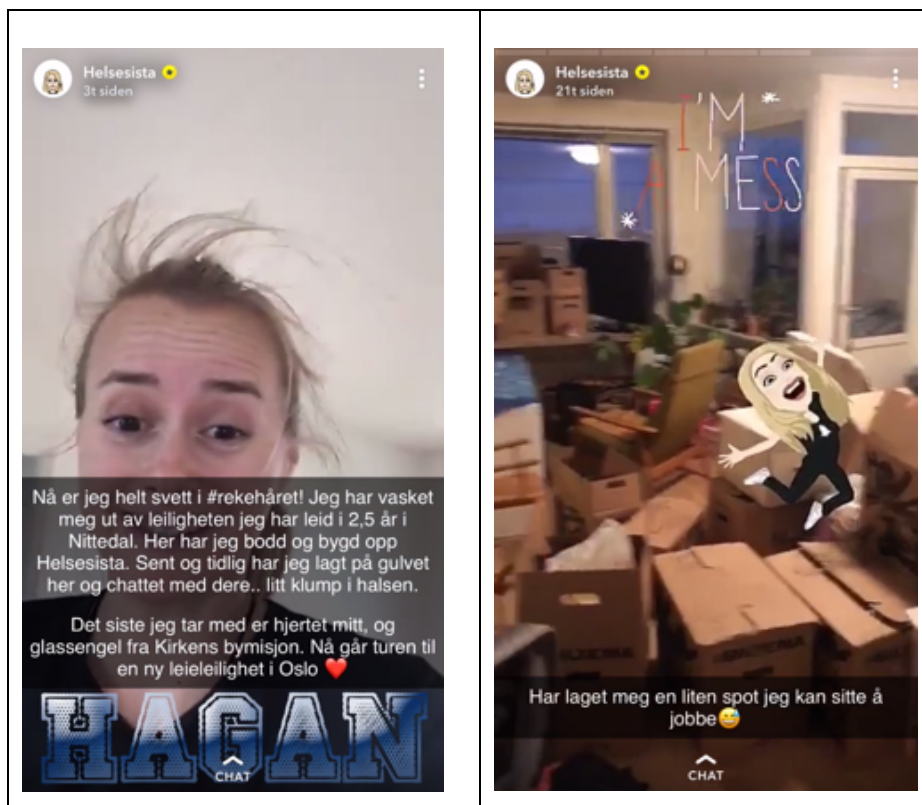 Helsesista
3t siden
Nå er jeg helt svett i #rekehåret! Jeg har vasket
meg ut av leiligheten jeg har leid i 2,5 år i
Nittedal. Her har jeg bodd og bygd opp
Helsesista. Sent og tidlig har jeg lagt på gulvet
her og chattet med dere.. litt klump i halsen.
Det siste jeg tar med er hjertet mitt, og
glassengel fra Kirkens bymisjon. Nå går turen til
en ny leieleilighet i Oslo ❤️
HAGAN
CHAT
Helsesista
21t siden
I'M
A MESS
Har laget meg en liten spot jeg kan sitte å
jobbe😅
CHAT